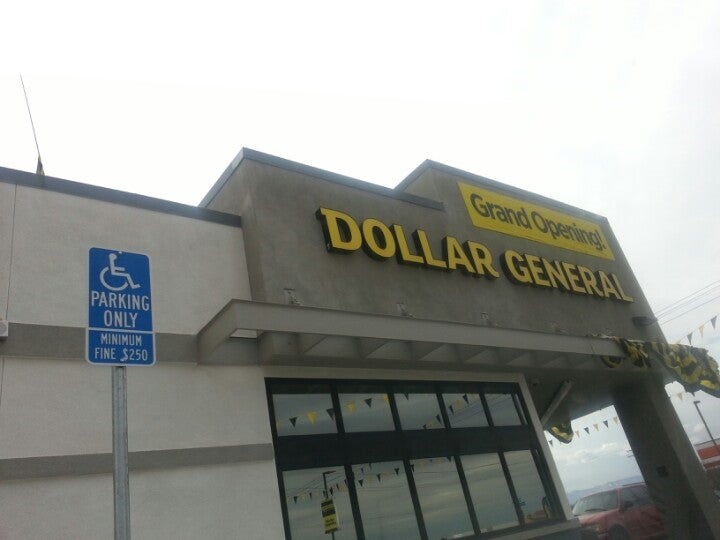 Grand Opening!
DOLLAR GENERAL
PARKING
ONLY
MINIMUM
FINE $250